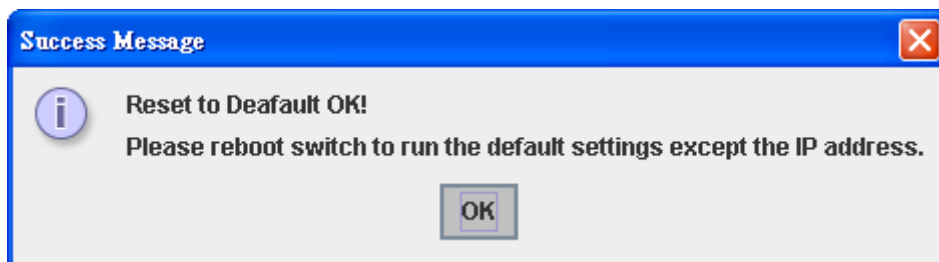 Success Message
Reset to Deafault OK!
Please reboot switch to run the default settings except the IP address.
OK